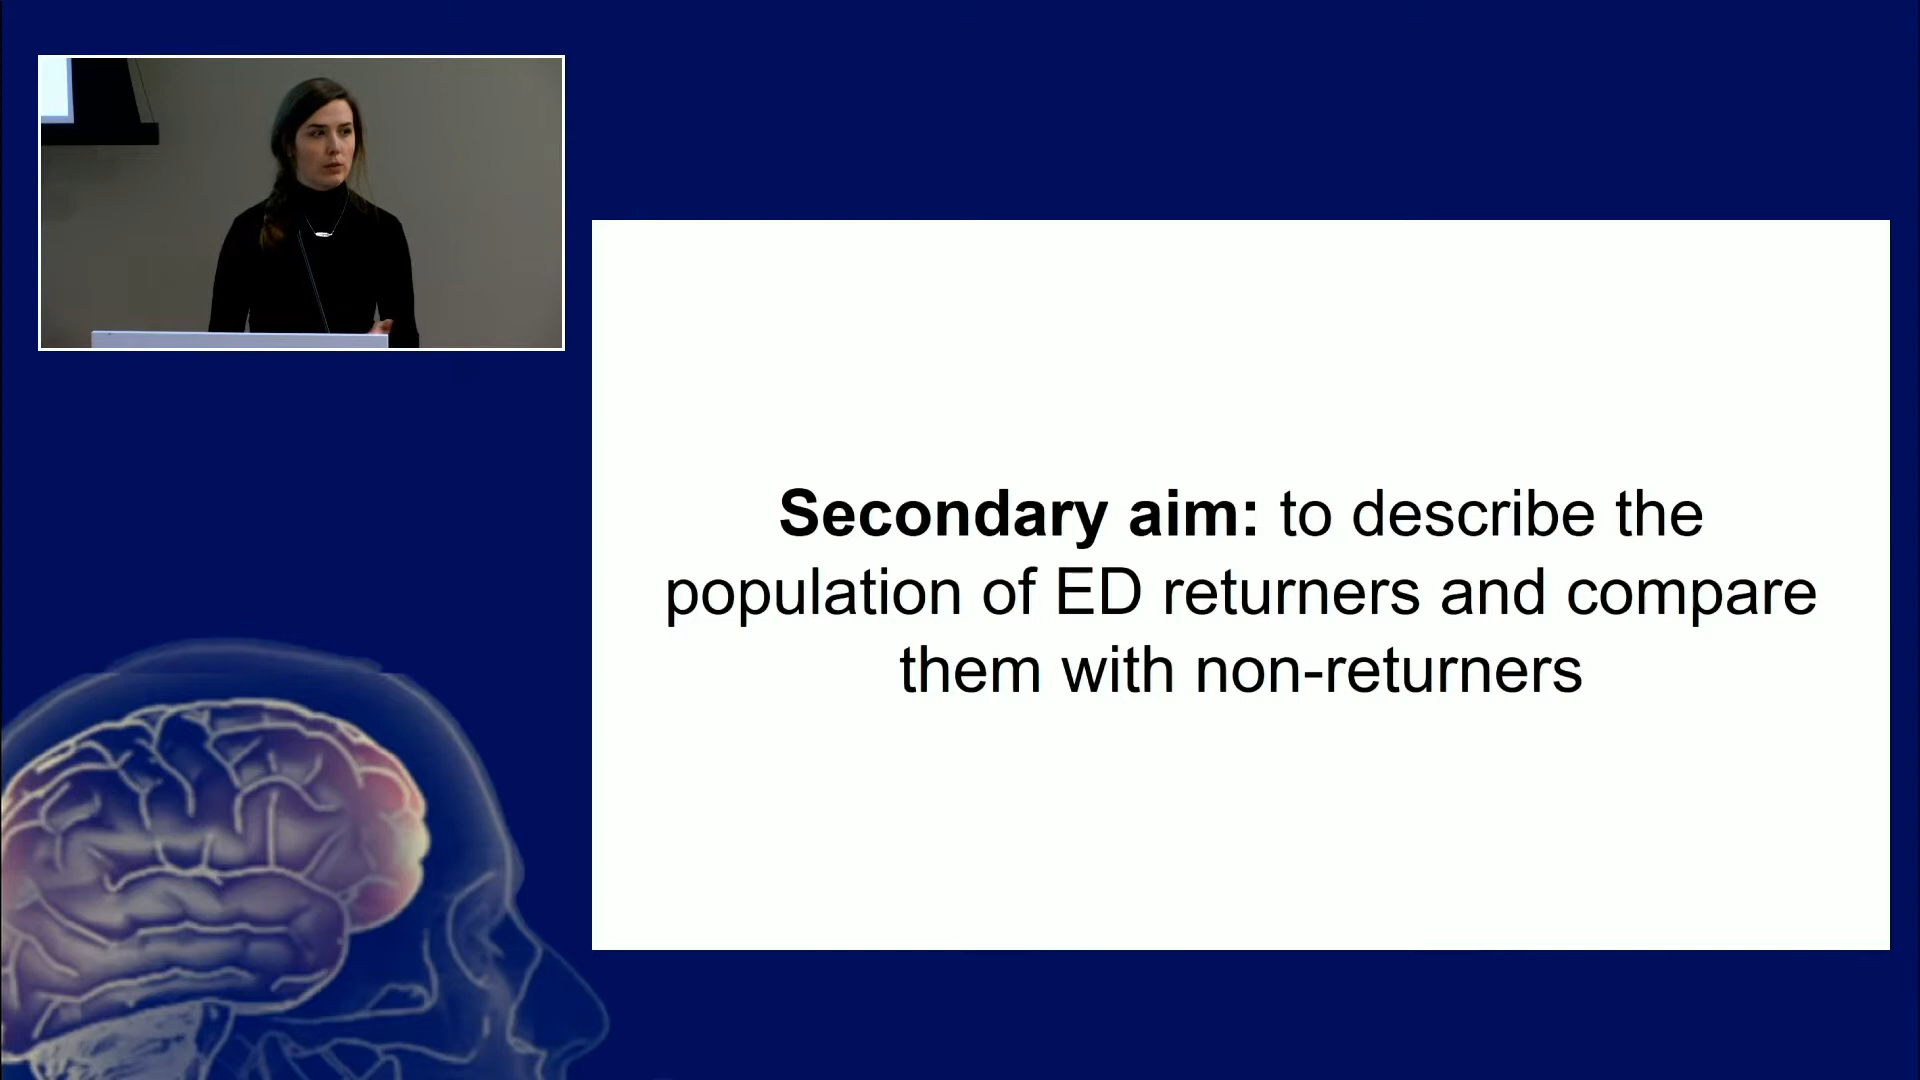 Secondary aim: to describe the
population of ED returners and compare
them with non-returners